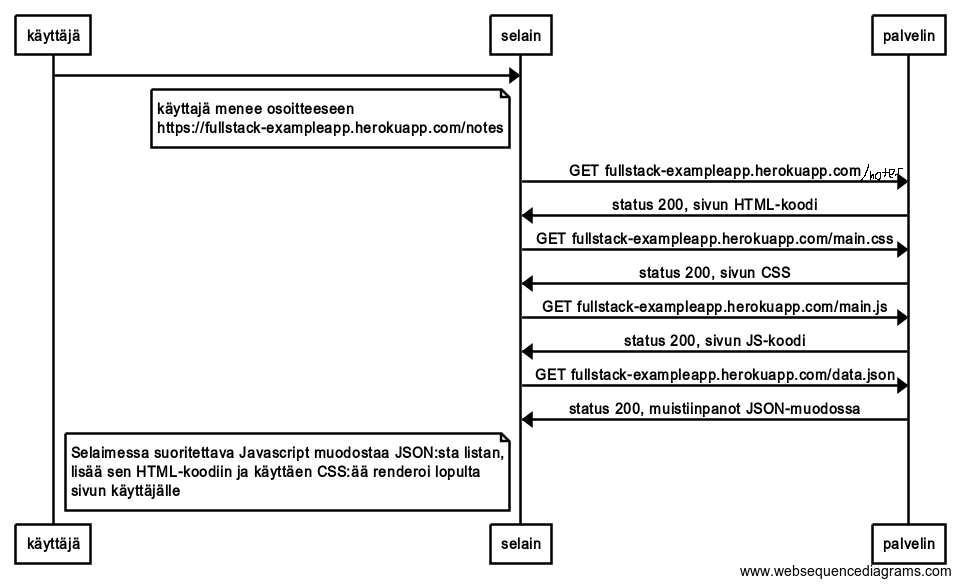 käyttäjä selain palvelin
käyttajä menee osoitteeseen
https://fullstack-exampleapp.herokuapp.com/notes
GET fullstack-exampleapp.herokuapp.com/notes
status 200, sivun HTML-koodi
GET fullstack-exampleapp.herokuapp.com/main.css
status 200, sivun CSS
GET fullstack-exampleapp.herokuapp.com/main.js
status 200, sivun JS-koodi
GET fullstack-exampleapp.herokuapp.com/data.json
status 200, muistiinpanot JSON-muodossa
Selaimessa suoritettava Javascript muodostaa JSON:sta listan,
lisää sen HTML-koodiin ja käyttäen CSS:ää renderoi lopulta
sivun käyttäjälle
käyttäjä selain palvelin
www.websequencediagrams.com